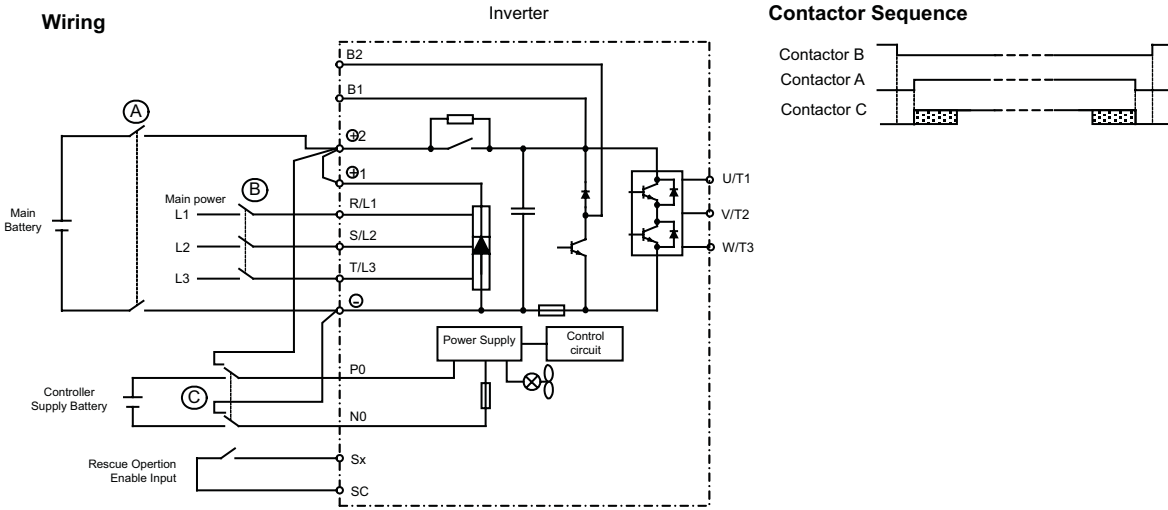 Wiring
Inverter
Contactor Sequence
Contactor B
Contactor A
Contactor C
B2
B1
A
⊕2
⊕1
B
Main power
L1
R/L1
L2
S/L2
L3
T/L3
Main
Battery
⊖
U/T1
V/T2
W/T3
Power Supply
Control
circuit
P0
C
Controller
Supply Battery
N0
Rescue Opertion
Enable Input
Sx
SC